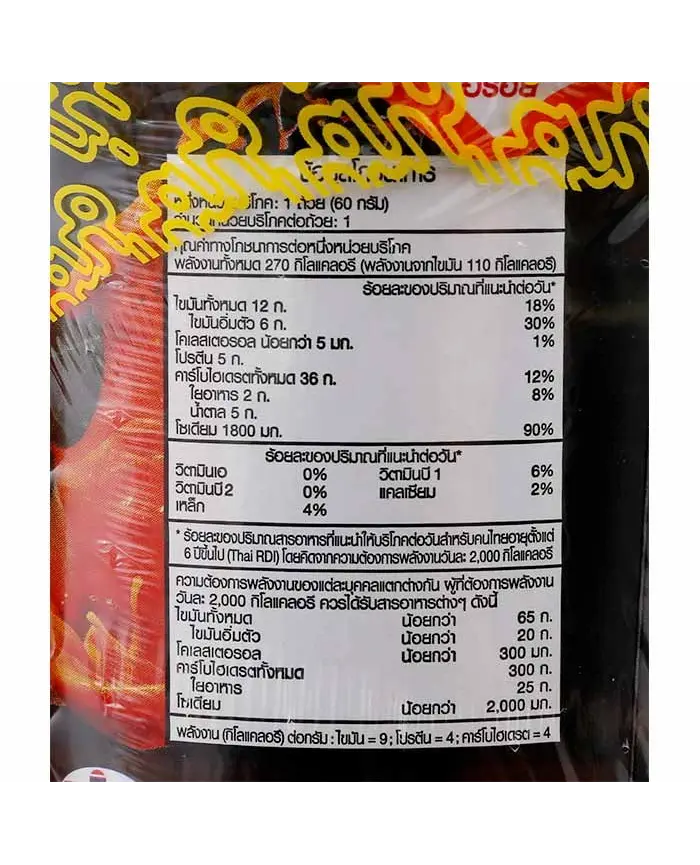 อร่อย
ข้อมูลโภชนาการ
หนึ่งหน่วยบริโภค: 1 ถ้วย (60 กรัม)
จำนวนหน่วยบริโภคต่อถ้วย: 1
คุณค่าทางโภชนาการต่อหนึ่งหน่วยบริโภค
พลังงานทั้งหมด 270 กิโลแคลอรี (พลังงานจากไขมัน 110 กิโลแคลอรี)
ร้อยละของปริมาณที่แนะนำต่อวัน*
ไขมันทั้งหมด 12 ก. 18%
ไขมันอิ่มตัว 6 ก. 30%
โคเลสเตอรอล น้อยกว่า 5 มก. 1%
โปรตีน 5 ก.
คาร์โบไฮเดรตทั้งหมด 36 ก. 12%
ใยอาหาร 2 ก. 8%
น้ำตาล 5 ก.
โซเดียม 1800 มก. 90%
ร้อยละของปริมาณที่แนะนำต่อวัน*
วิตามินเอ 0% วิตามินบี 1 6%
วิตามินบี 2 0% แคลเซียม 2%
เหล็ก 4%
* ร้อยละของปริมาณสารอาหารที่แนะนำให้บริโภคต่อวันสำหรับคนไทยอายุตั้งแต่
6 ปีขึ้นไป (Thai RDI) โดยคิดจากความต้องการพลังงานวันละ 2,000 กิโลแคลอรี
ความต้องการพลังงานของแต่ละบุคคลแตกต่างกัน ผู้ที่ต้องการพลังงาน
วันละ 2,000 กิโลแคลอรี ควรได้รับสารอาหารต่างๆ ดังนี้
ไขมันทั้งหมด น้อยกว่า 65 ก.
ไขมันอิ่มตัว น้อยกว่า 20 ก.
โคเลสเตอรอล น้อยกว่า 300 มก.
คาร์โบไฮเดรตทั้งหมด 300 ก.
ใยอาหาร 25 ก.
โซเดียม น้อยกว่า 2,000 มก.
พลังงาน (กิโลแคลอรี) ต่อกรัม : ไขมัน = 9 ; โปรตีน = 4 ; คาร์โบไฮเดรต = 4